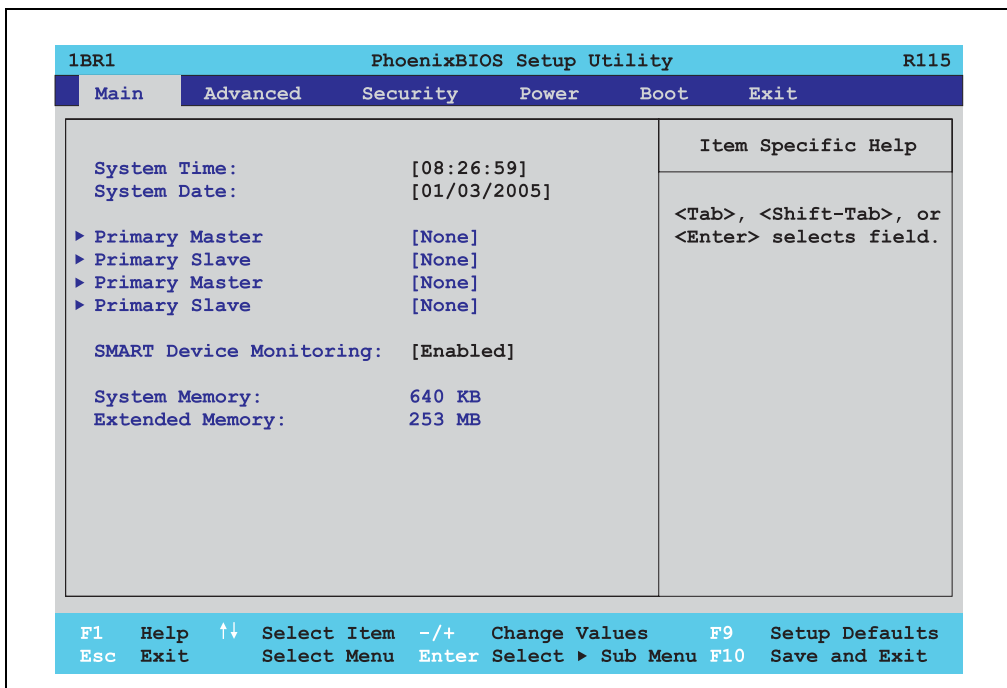 1BR1 PhoenixBIOS Setup Utility R115
Main Advanced Security Power Boot Exit
Item Specific Help
System Time: [08:26:59]
System Date: [01/03/2005]
<Tab>, <Shift-Tab>, or
<Enter> selects field.
▶ Primary Master [None]
▶ Primary Slave [None]
▶ Primary Master [None]
▶ Primary Slave [None]
SMART Device Monitoring: [Enabled]
System Memory: 640 KB
Extended Memory: 253 MB
F1 Help ↑↓ Select Item -/+ Change Values F9 Setup Defaults
Esc Exit Select Menu Enter Select ▶ Sub Menu F10 Save and Exit